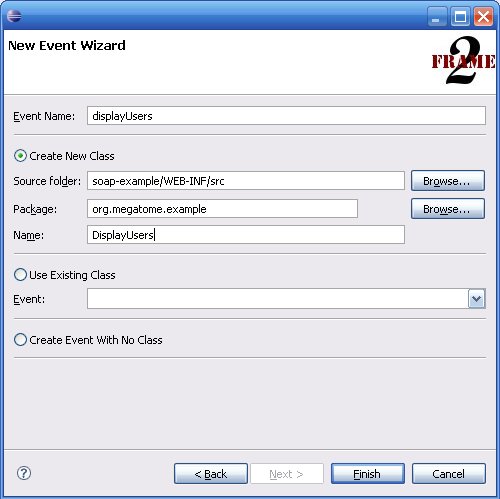 New Event Wizard
FRAME 2
Event Name: displayUsers
Create New Class
Source folder: soap-example/WEB-INF/src Browse...
Package: org.megatome.example Browse...
Name: DisplayUsers
Use Existing Class
Event:
Create Event With No Class
? < Back Next > Finish Cancel